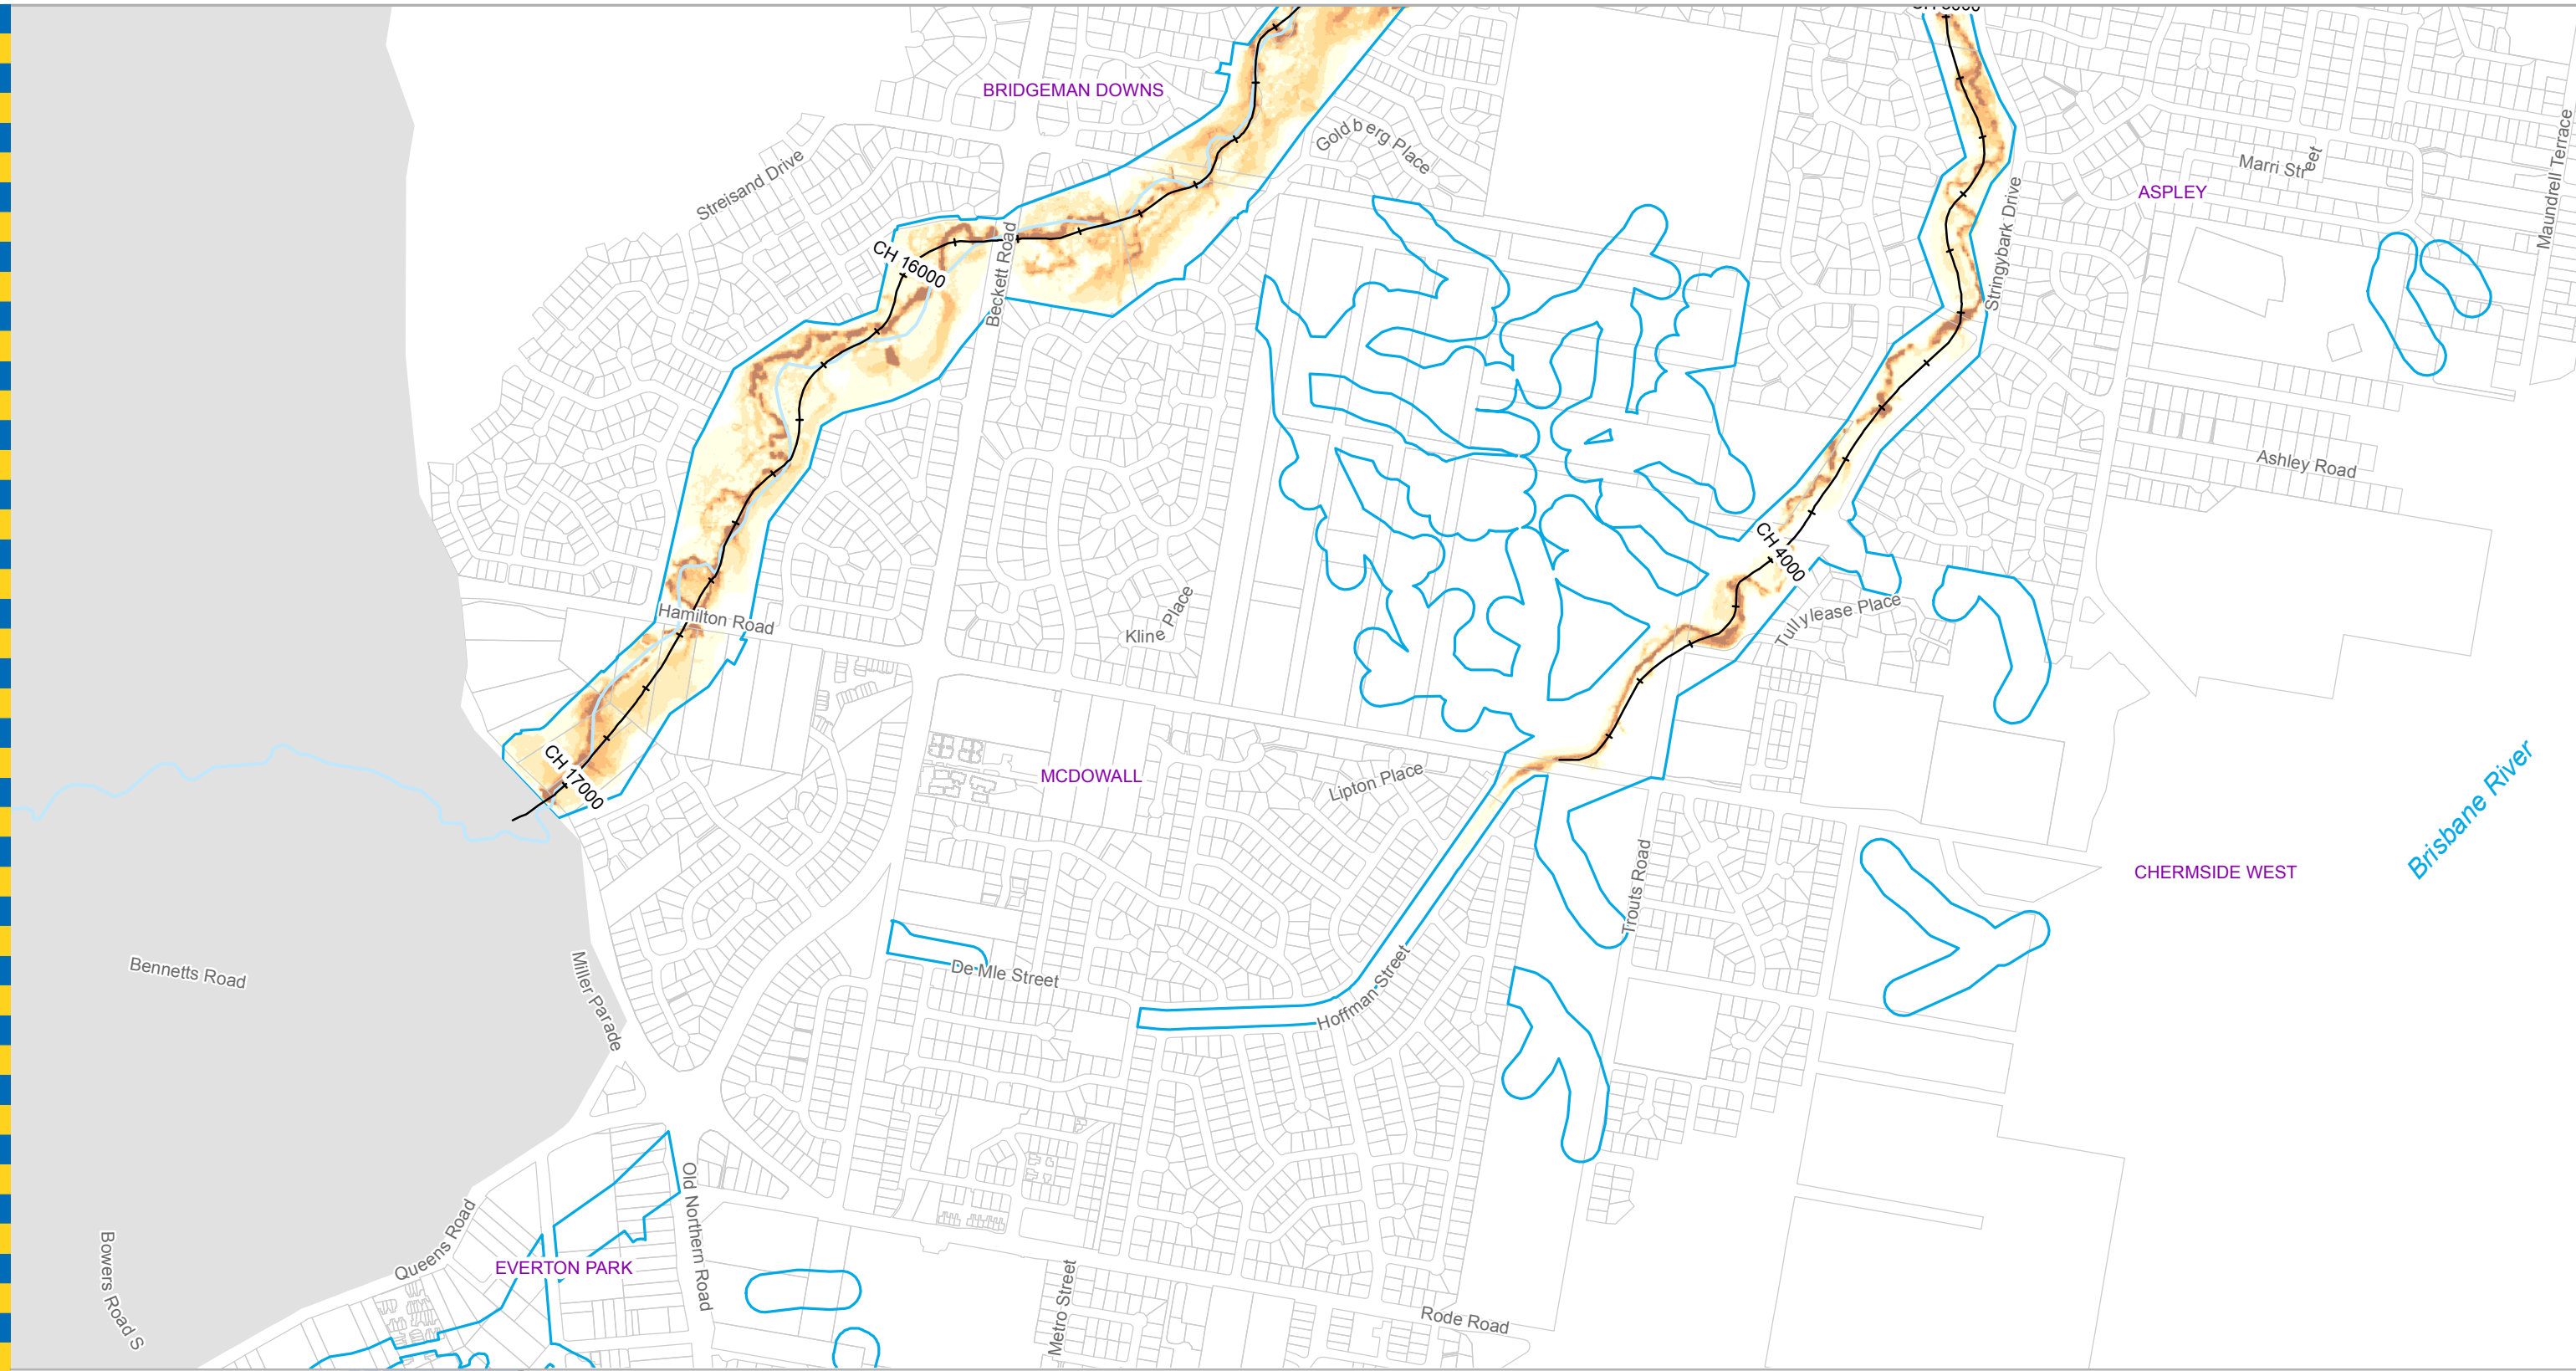 BRIDGEMAN DOWNS
Goldberg Place
Streisand Drive
Marri Street
Maundrell Terrace
ASPLEY
Stringybark Drive
CH 16000
Beckett Road
Ashley Road
CH 4000
Hamilton Road
Kline Place
Tullylease Place
CH 17000
MCDOWALL
Lipton Place
Brisbane River
CHERMSIDE WEST
Trouts Road
Bennetts Road
De Mle Street
Miller Parade
Hoffman Street
Old Northern Road
Queens Road
Bowers Road S
EVERTON PARK
Metro Street
Rode Road